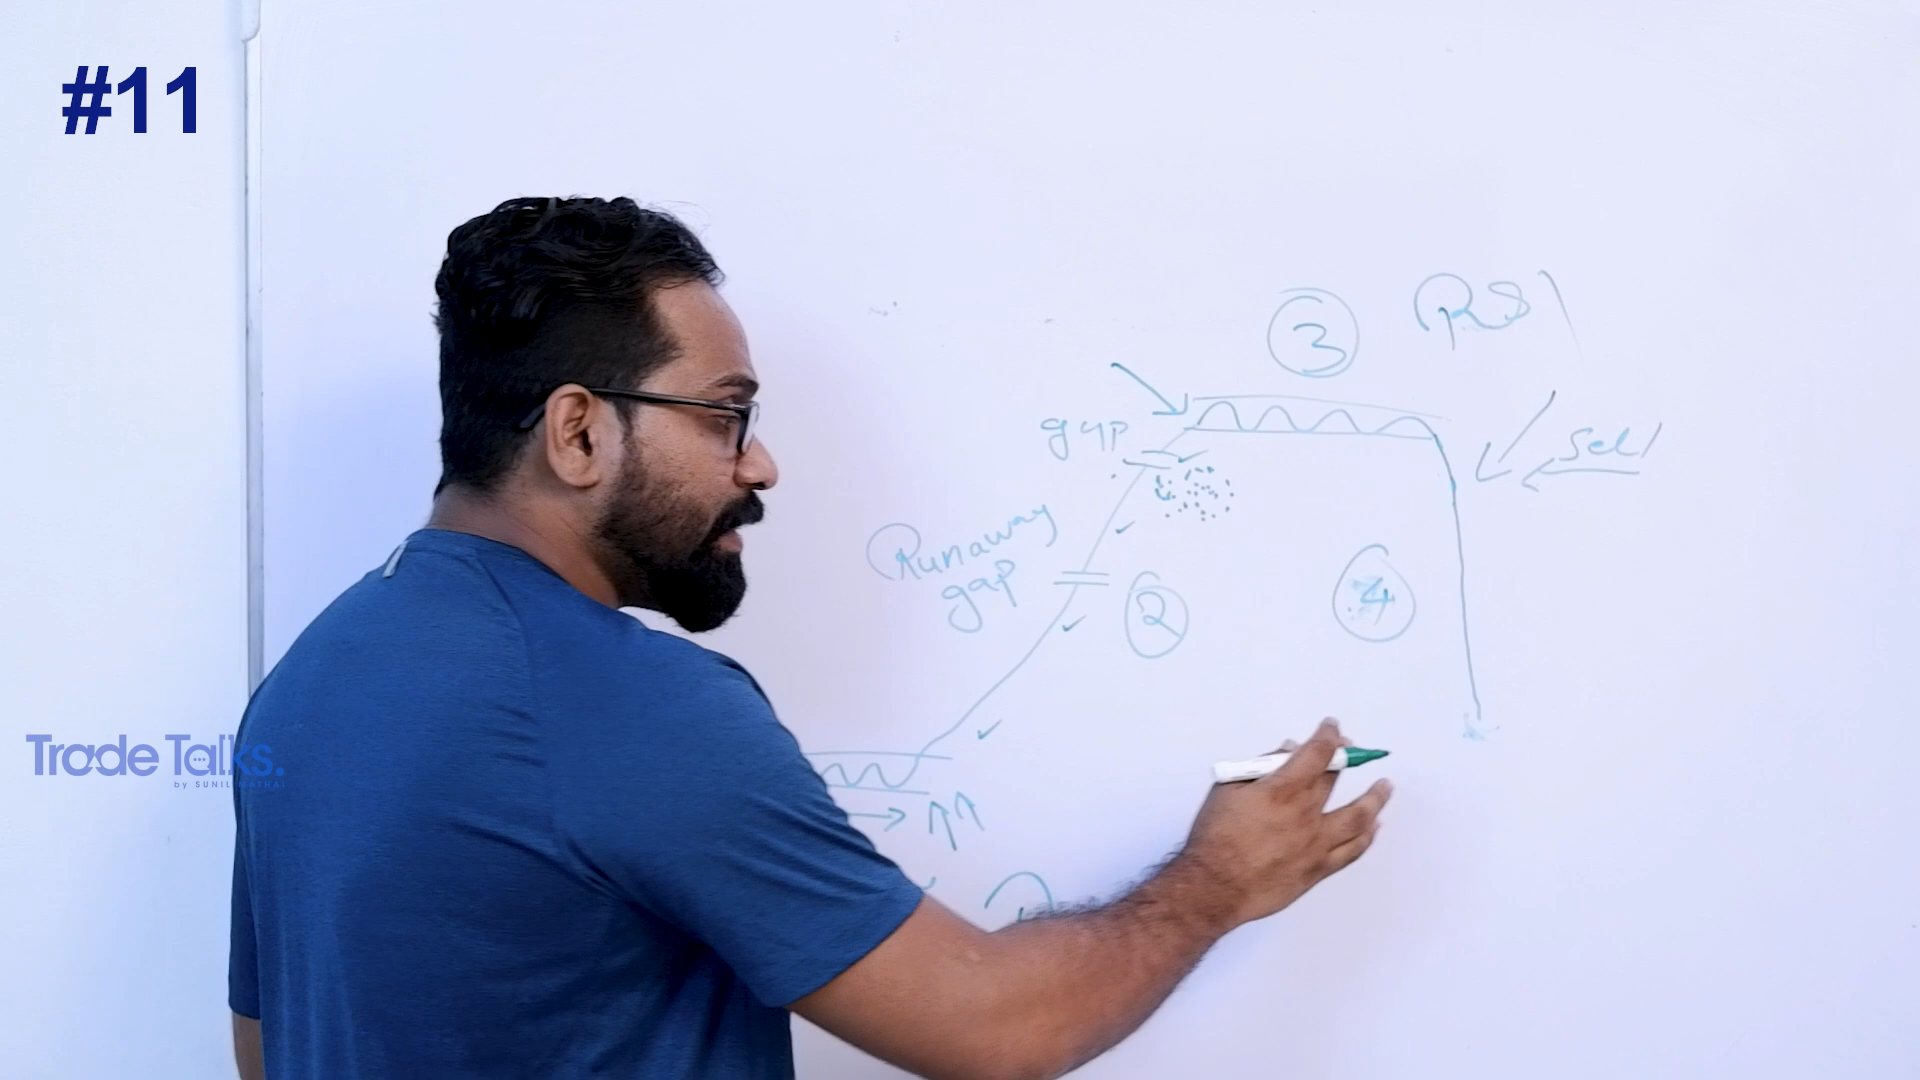 #11
3
RSI
gap
Sell
Runaway
gap
2
4
Trade Talks.
by SUNIL MATHAI